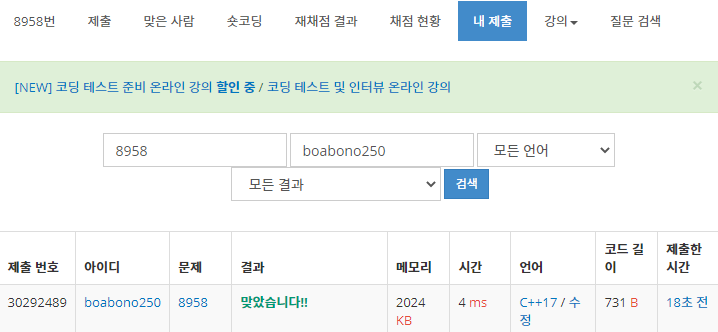 8958번 제출 맞은 사람 숏코딩 재채점 결과 채점 현황 내 제출 강의 질문 검색
[NEW] 코딩 테스트 준비 온라인 강의 할인 중 / 코딩 테스트 및 인터뷰 온라인 강의 ×
8958 boabono250 모든 언어
모든 결과 검색
제출 번호 아이디 문제 결과 메모리 시간 언어 코드 길이 제출한 시간
30292489 boabono250 8958 맞았습니다!! 2024 KB 4 ms C++17 / 수정 731 B 18초 전